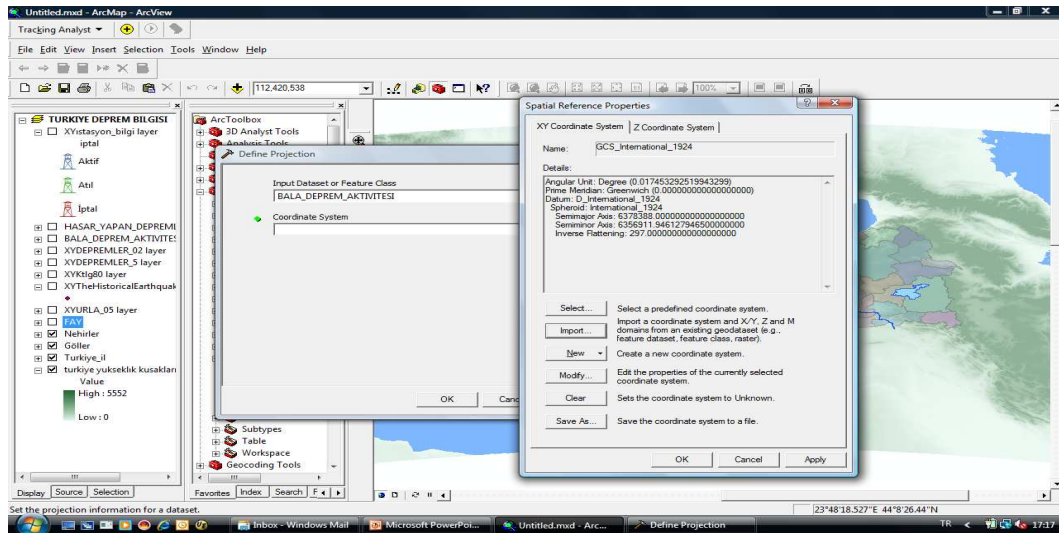 Untitled.mxd - ArcMap - ArcView
Tracking Analyst
File Edit View Insert Selection Tools Window Help
112,420,538
100%
TURKIYE DEPREM BILGISI
XYistasyon_bilgi layer
iptal
Aktif
Atıl
İptal
HASAR_YAPAN_DEPREMI
BALA_DEPREM_AKTIVITE
XYDEPREMLER_02 layer
XYDEPREMLER_5 layer
XYKtlg80 layer
XYTheHistoricalEarthquak
XYURLA_05 layer
FAY
Nehirler
Göller
Turkiye_il
turkiye yukseklik kusakları
Value
High : 5552
Low : 0
Display Source Selection
ArcToolbox
3D Analyst Tools
Analysis Tools
Subtypes
Table
Workspace
Geocoding Tools
Favorites Index Search F
Define Projection
Input Dataset or Feature Class
BALA_DEPREM_AKTIVITESI
Coordinate System
OK Canc
Spatial Reference Properties
XY Coordinate System Z Coordinate System
Name: GCS_International_1924
Details:
Angular Unit: Degree (0.017453292519943299)
Prime Meridian: Greenwich (0.000000000000000000)
Datum: D_International_1924
Spheroid: International_1924
Semimajor Axis: 6378388.000000000000000000
Semiminor Axis: 6356911.946127946500000000
Inverse Flattening: 297.000000000000000000
Select... Select a predefined coordinate system.
Import... Import a coordinate system and X/Y, Z and M
domains from an existing geodataset (e.g.,
feature dataset, feature class, raster).
New Create a new coordinate system.
Modify... Edit the properties of the currently selected
coordinate system.
Clear Sets the coordinate system to Unknown.
Save As... Save the coordinate system to a file.
OK Cancel Apply
Set the projection information for a dataset.
23°48'18.527"E 44°8'26.44"N
Inbox - Windows Mail Microsoft PowerPoi... Untitled.mxd - Arc... Define Projection TR 17:17